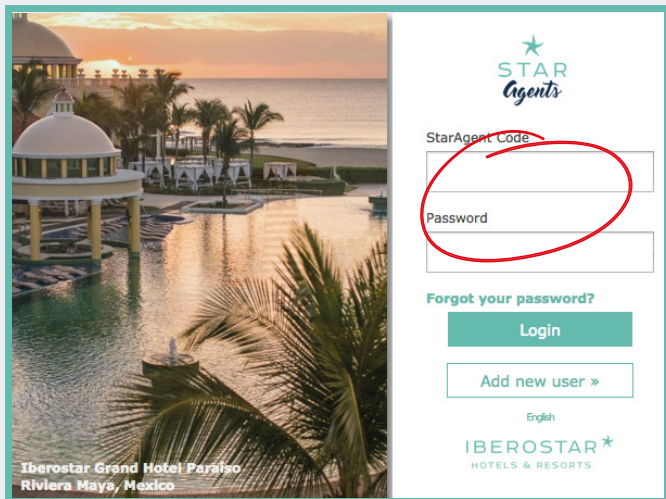 STAR
Agents
StarAgent Code
Password
Forgot your password?
Login
Add new user »
English
IBEROSTAR
HOTELS & RESORTS
Iberostar Grand Hotel Paraíso
Riviera Maya, Mexico